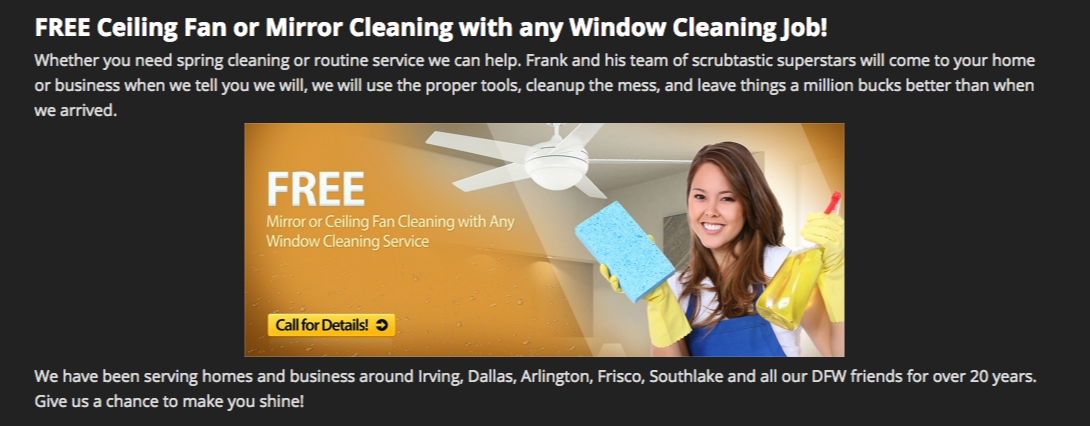 FREE Ceiling Fan or Mirror Cleaning with any Window Cleaning Job!
Whether you need spring cleaning or routine service we can help. Frank and his team of scrubtastic superstars will come to your home
or business when we tell you we will, we will use the proper tools, cleanup the mess, and leave things a million bucks better than when
we arrived.
FREE
Mirror or Ceiling Fan Cleaning with Any
Window Cleaning Service
Call for Details!
We have been serving homes and business around Irving, Dallas, Arlington, Frisco, Southlake and all our DFW friends for over 20 years.
Give us a chance to make you shine!